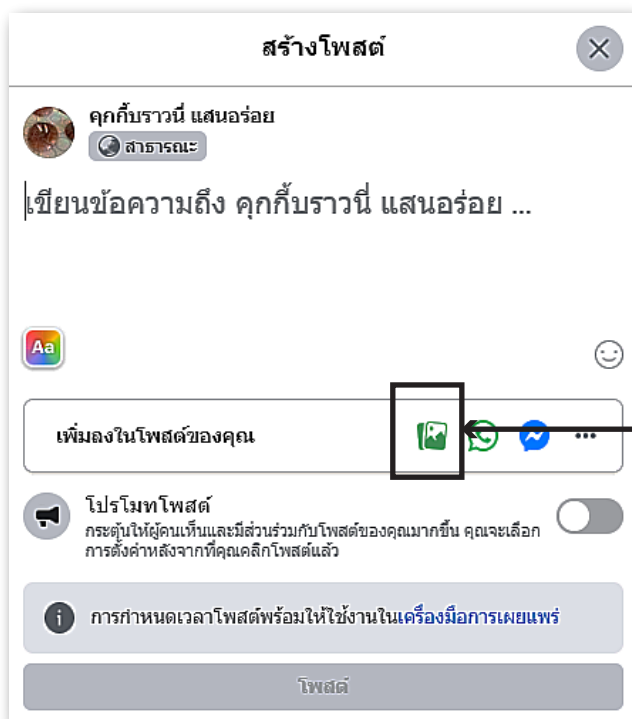 สร้างโพสต์
คุกกี้บราวนี่ แสนอร่อย
สาธารณะ
เขียนข้อความถึง คุกกี้บราวนี่ แสนอร่อย ...
Aa
เพิ่มลงในโพสต์ของคุณ
โปรโมทโพสต์
กระตุ้นให้ผู้คนเห็นและมีส่วนร่วมกับโพสต์ของคุณมากขึ้น คุณจะเลือก
การตั้งค่าหลังจากที่คุณคลิกโพสต์แล้ว
การกำหนดเวลาโพสต์พร้อมให้ใช้งานในเครื่องมือการเผยแพร่
โพสต์